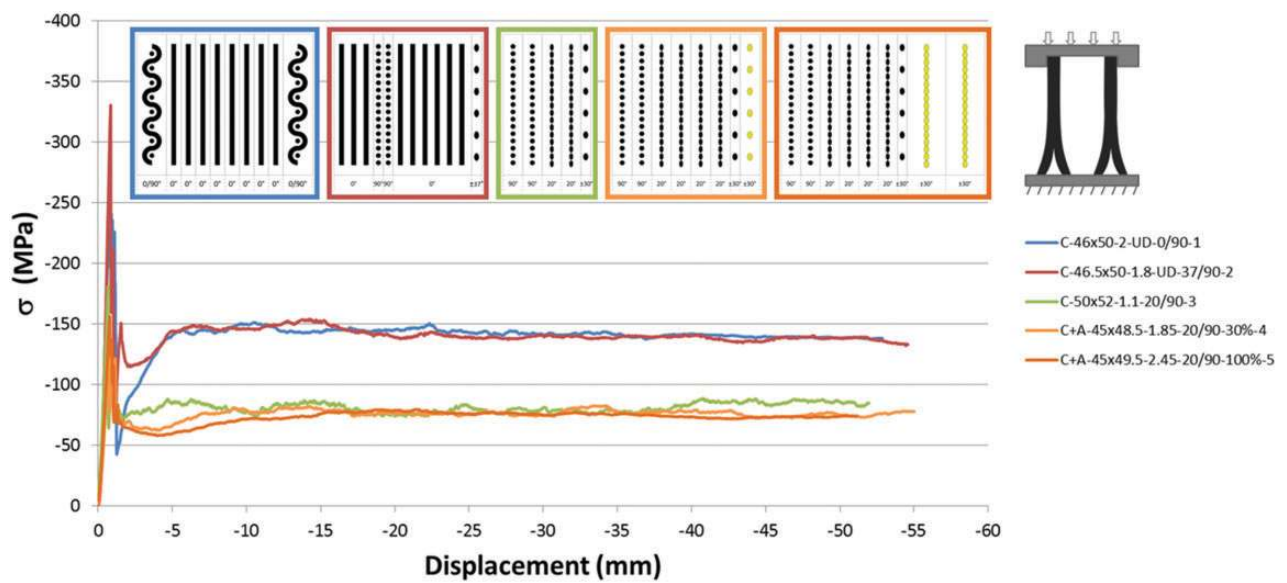 -400
-350
-300
-250
-200
-150
-100
-50
0
σ (MPa)
0/90° 0° 0° 0° 0° 0° 0° 0° 0° 0/90°
0° 90° 90° 0° ±37°
90° 90° 20° 20° ±30°
90° 90° 20° 20° 20° 20° ±30° ±30°
90° 90° 20° 20° 20° 20° ±30° ±30° ±30°
0 -5 -10 -15 -20 -25 -30 -35 -40 -45 -50 -55 -60
Displacement (mm)
C-46x50-2-UD-0/90-1
C-46.5x50-1.8-UD-37/90-2
C-50x52-1.1-20/90-3
C+A-45x48.5-1.85-20/90-30%-4
C+A-45x49.5-2.45-20/90-100%-5